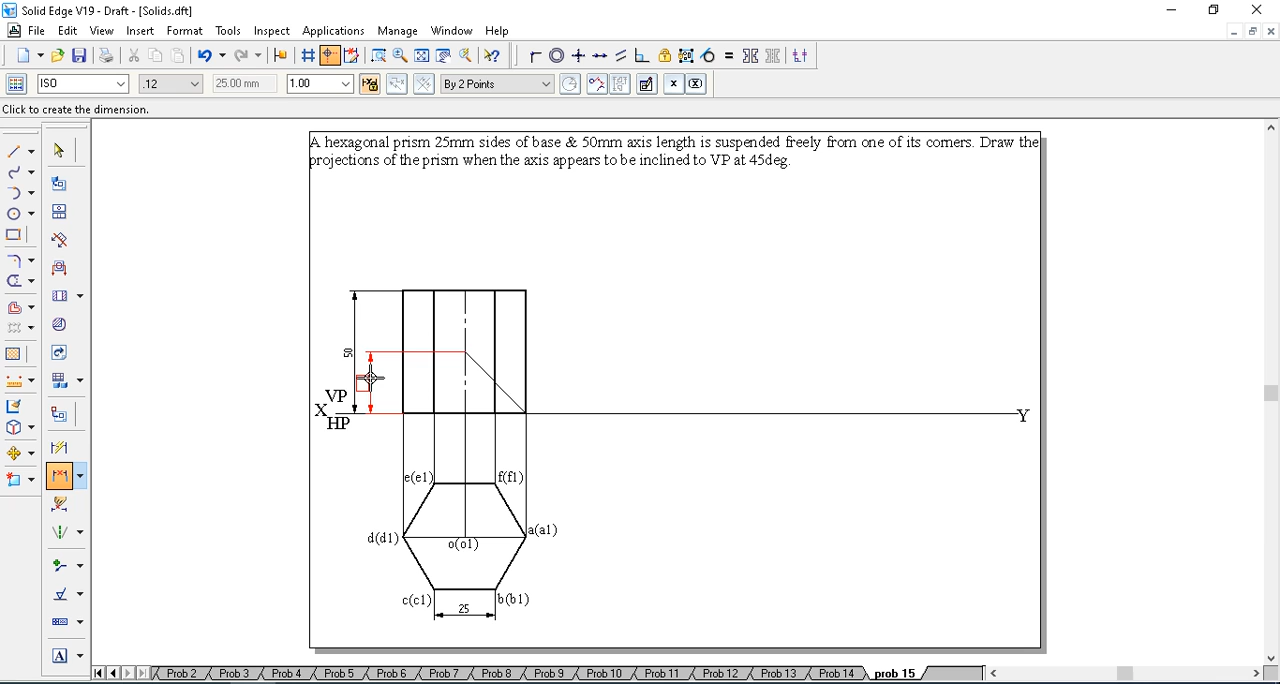 Solid Edge V19 - Draft - [Solids.dft]
File Edit View Insert Format Tools Inspect Applications Manage Window Help
ISO .12 25.00 mm 1.00 By 2 Points
Click to create the dimension.
A hexagonal prism 25mm sides of base & 50mm axis length is suspended freely from one of its corners. Draw the
projections of the prism when the axis appears to be inclined to VP at 45deg.
50
VP
X Y
HP
e(e1) f(f1)
d(d1) o(o1) a(a1)
c(c1) b(b1)
25
Prob 2 Prob 3 Prob 4 Prob 5 Prob 6 Prob 7 Prob 8 Prob 9 Prob 10 Prob 11 Prob 12 Prob 13 Prob 14 prob 15